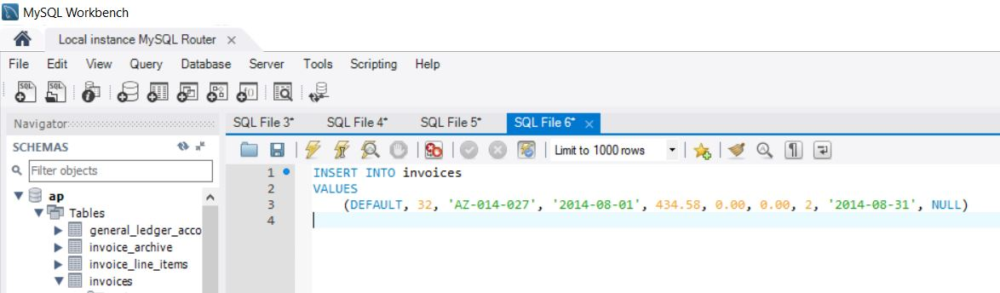 MySQL Workbench
Local instance MySQL Router
File Edit View Query Database Server Tools Scripting Help
Navigator
SQL File 3* SQL File 4* SQL File 5* SQL File 6*
SCHEMAS
Limit to 1000 rows
Filter objects
ap
Tables
general_ledger_acco
invoice_archive
invoice_line_items
invoices
1 INSERT INTO invoices
2 VALUES
3 (DEFAULT, 32, 'AZ-014-027', '2014-08-01', 434.58, 0.00, 0.00, 2, '2014-08-31', NULL)
4